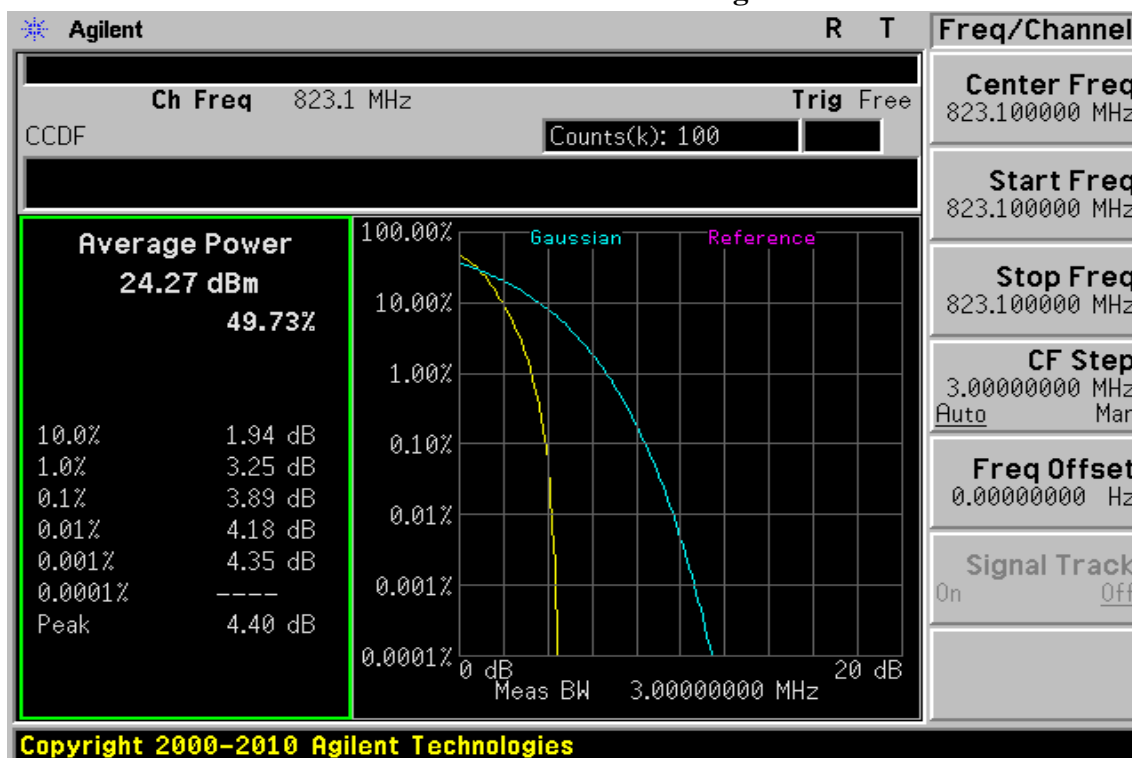 Agilent R T
Freq/Channel
Ch Freq 823.1 MHz Trig Free
CCDF Counts(k): 100
Average Power
24.27 dBm
49.73%
10.0% 1.94 dB
1.0% 3.25 dB
0.1% 3.89 dB
0.01% 4.18 dB
0.001% 4.35 dB
0.0001% ----
Peak 4.40 dB
Gaussian Reference
100.00%
10.00%
1.00%
0.10%
0.01%
0.001%
0.0001%
0 dB 20 dB
Meas BW 3.00000000 MHz
Center Freq
823.100000 MHz
Start Freq
823.100000 MHz
Stop Freq
823.100000 MHz
CF Step
3.00000000 MHz
Auto Man
Freq Offset
0.00000000 Hz
Signal Track
On Off
Copyright 2000-2010 Agilent Technologies